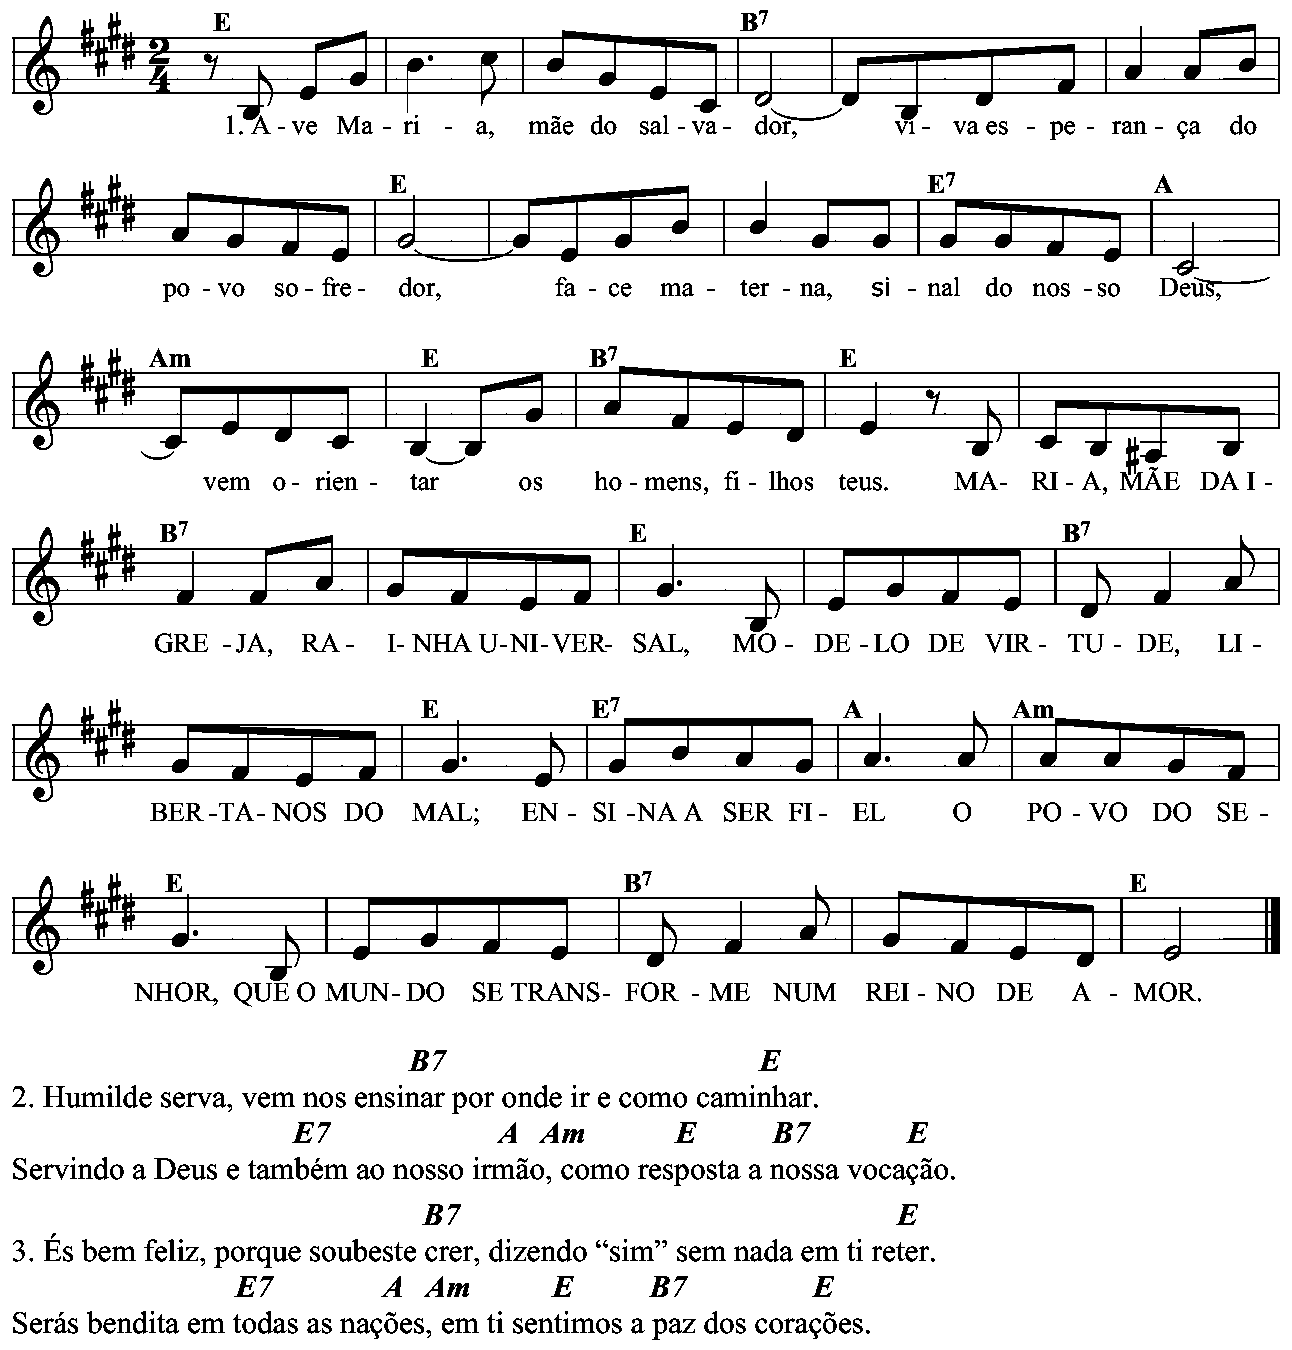 E B7
2
4
1. A - ve Ma - ri - a, mãe do sal - va - dor, vi - va es - pe - ran - ça do
E E7 A
po - vo so - fre - dor, fa - ce ma - ter - na, si - nal do nos - so Deus,
Am E B7 E
vem o - rien - tar os ho - mens, fi - lhos teus. MA - RI - A, MÃE DA I -
B7 E B7
GRE - JA, RA - I - NHA U - NI - VER - SAL, MO - DE - LO DE VIR - TU - DE, LI -
E E7 A Am
BER - TA - NOS DO MAL; EN - SI - NA A SER FI - EL O PO - VO DO SE -
E B7 E
NHOR, QUE O MUN - DO SE TRANS - FOR - ME NUM REI - NO DE A - MOR.
B7 E
2. Humilde serva, vem nos ensinar por onde ir e como caminhar.
E7 A Am E B7 E
Servindo a Deus e também ao nosso irmão, como resposta a nossa vocação.
B7 E
3. És bem feliz, porque soubeste crer, dizendo “sim” sem nada em ti reter.
E7 A Am E B7 E
Serás bendita em todas as nações, em ti sentimos a paz dos corações.